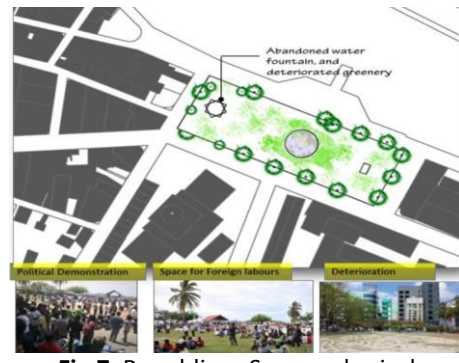 Abandoned water
fountain, and
deteriorated greenery
Political Demonstration
Space for Foreign labours
Deterioration